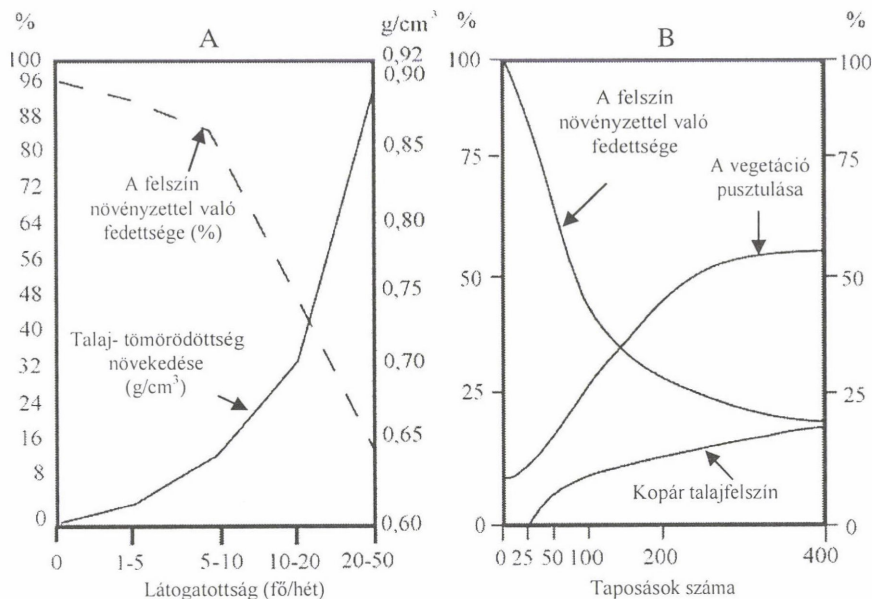 %
A
g/cm³
100
96
88
80
72
64
56
48
40
32
24
16
8
0
0,92
0,90
0,85
0,80
0,75
0,70
0,65
0,60
A felszín
növényzettel való
fedettsége (%)
Talaj- tömörödöttség
növekedése
(g/cm³)
0 1-5 5-10 10-20 20-50
Látogatottság (fő/hét)
%
B
%
100
75
50
25
0
100
75
50
25
0
A felszín
növényzettel való
fedettsége
A vegetáció
pusztulása
Kopár talajfelszín
0 25 50 100 200 400
Taposások száma